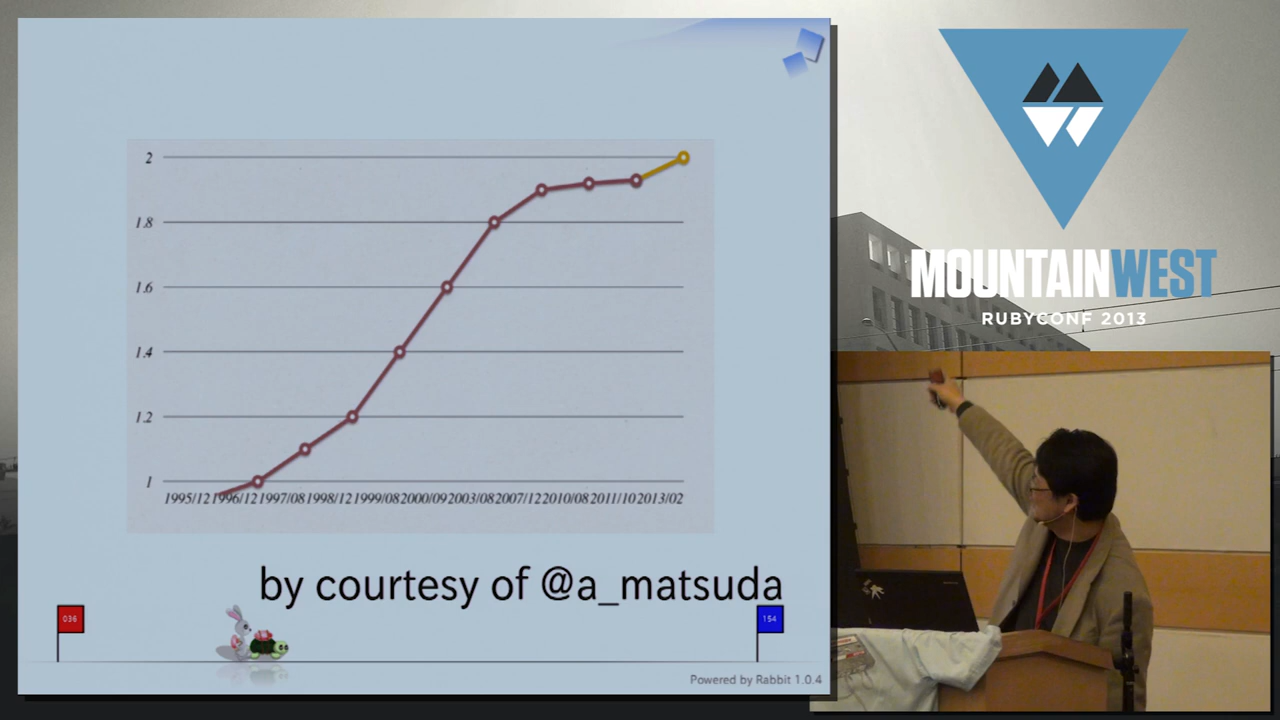 2
1.8
1.6
1.4
1.2
1
1995/12 1996/12 1997/08 1998/12 1999/08 2000/09 2003/08 2007/12 2010/08 2011/10 2013/02
by courtesy of @a_matsuda
036
154
Powered by Rabbit 1.0.4
MOUNTAINWEST
RUBYCONF 2013